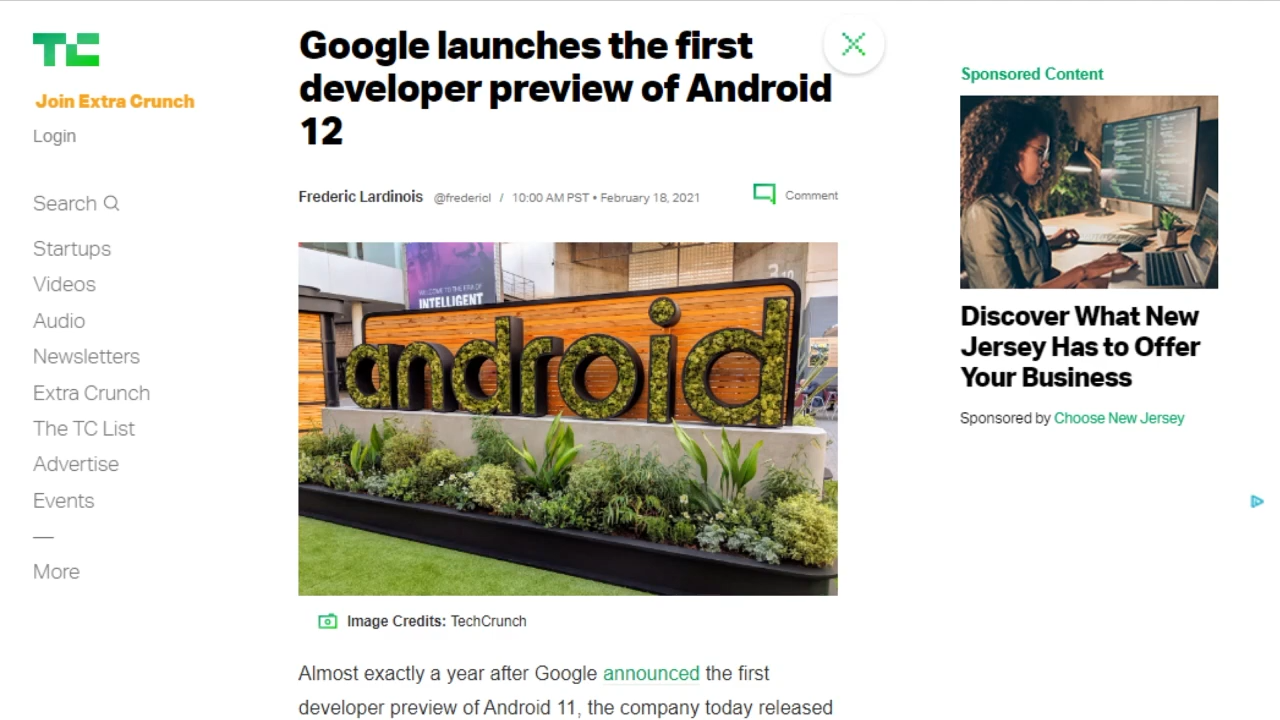 TC
Join Extra Crunch
Login
Search
Startups
Videos
Audio
Newsletters
Extra Crunch
The TC List
Advertise
Events
—
More
Google launches the first
developer preview of Android
12
Frederic Lardinois @fredericl / 10:00 AM PST • February 18, 2021
Comment
WELCOME TO THE ERA OF
INTELLIGENT
android
Image Credits: TechCrunch
Almost exactly a year after Google announced the first
developer preview of Android 11, the company today released
Sponsored Content
Discover What New
Jersey Has to Offer
Your Business
Sponsored by Choose New Jersey